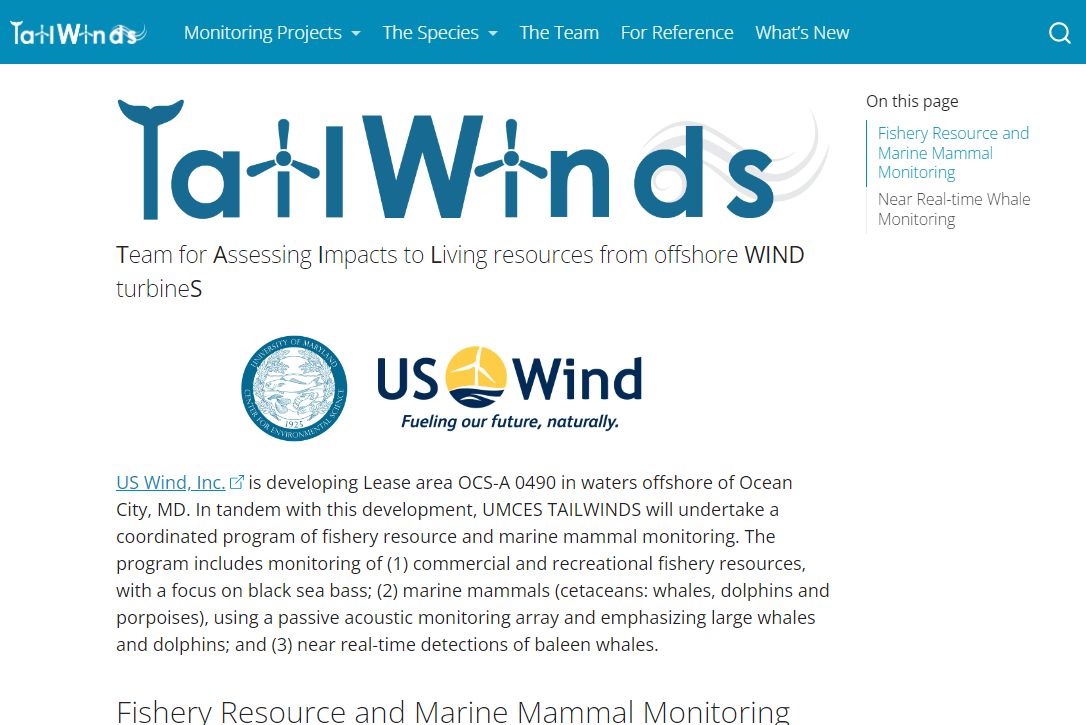 TailWinds
Monitoring Projects
The Species
The Team
For Reference
What's New
TailWinds
Team for Assessing Impacts to Living resources from offshore WIND
turbineS
On this page
Fishery Resource and
Marine Mammal
Monitoring
Near Real-time Whale
Monitoring
UNIVERSITY OF MARYLAND
CENTER FOR ENVIRONMENTAL SCIENCE
1925
US Wind
Fueling our future, naturally.
US Wind, Inc. is developing Lease area OCS-A 0490 in waters offshore of Ocean
City, MD. In tandem with this development, UMCES TAILWINDS will undertake a
coordinated program of fishery resource and marine mammal monitoring. The
program includes monitoring of (1) commercial and recreational fishery resources,
with a focus on black sea bass; (2) marine mammals (cetaceans: whales, dolphins and
porpoises), using a passive acoustic monitoring array and emphasizing large whales
and dolphins; and (3) near real-time detections of baleen whales.
Fishery Resource and Marine Mammal Monitoring